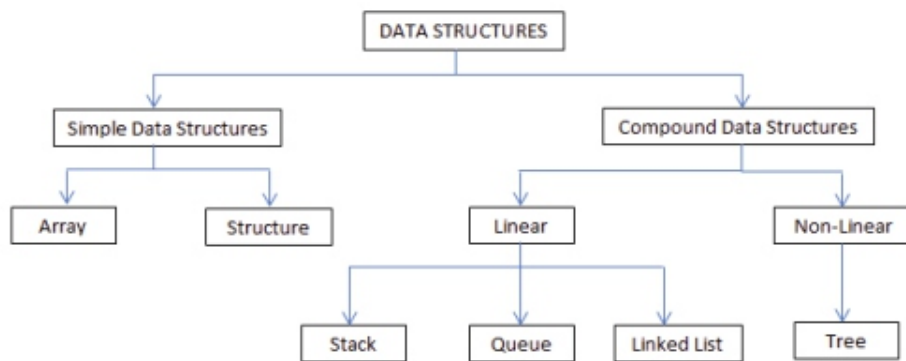 DATA STRUCTURES
Simple Data Structures
Compound Data Structures
Array
Structure
Linear
Non-Linear
Stack
Queue
Linked List
Tree